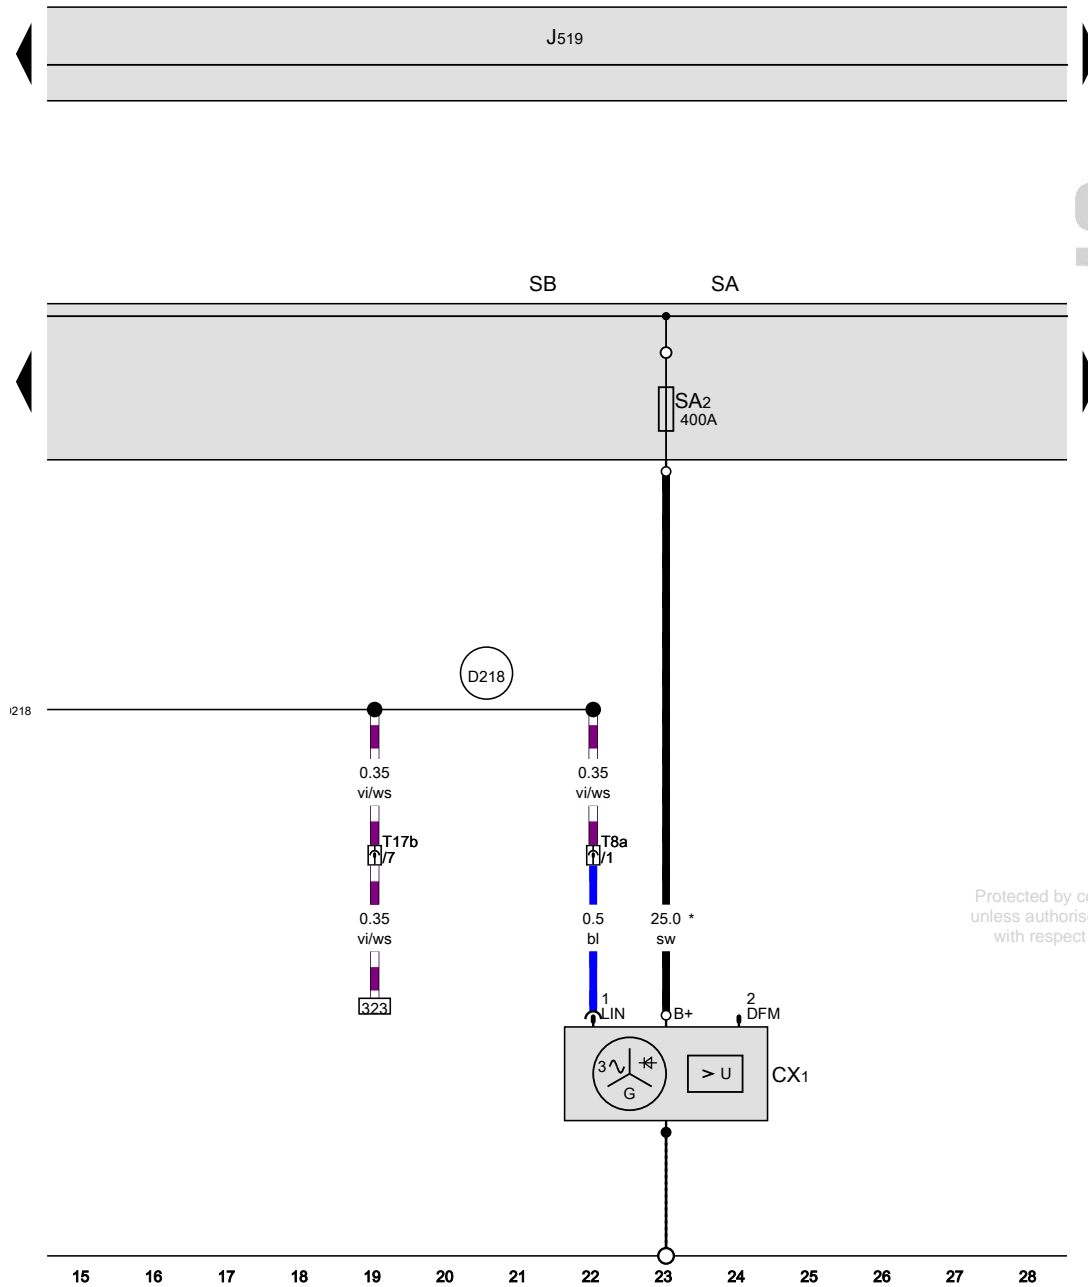 J519
SB SA
SA2
400A
D218
0.35
vi/ws
0.35
vi/ws
T17b
/7
T8a
/1
0.35
vi/ws
0.5
bl
25.0 *
sw
Protected by
unless
with respect
323
1
LIN
B+
2
DFM
3
G
> U
CX1
15 16 17 18 19 20 21 22 23 24 25 26 27 28